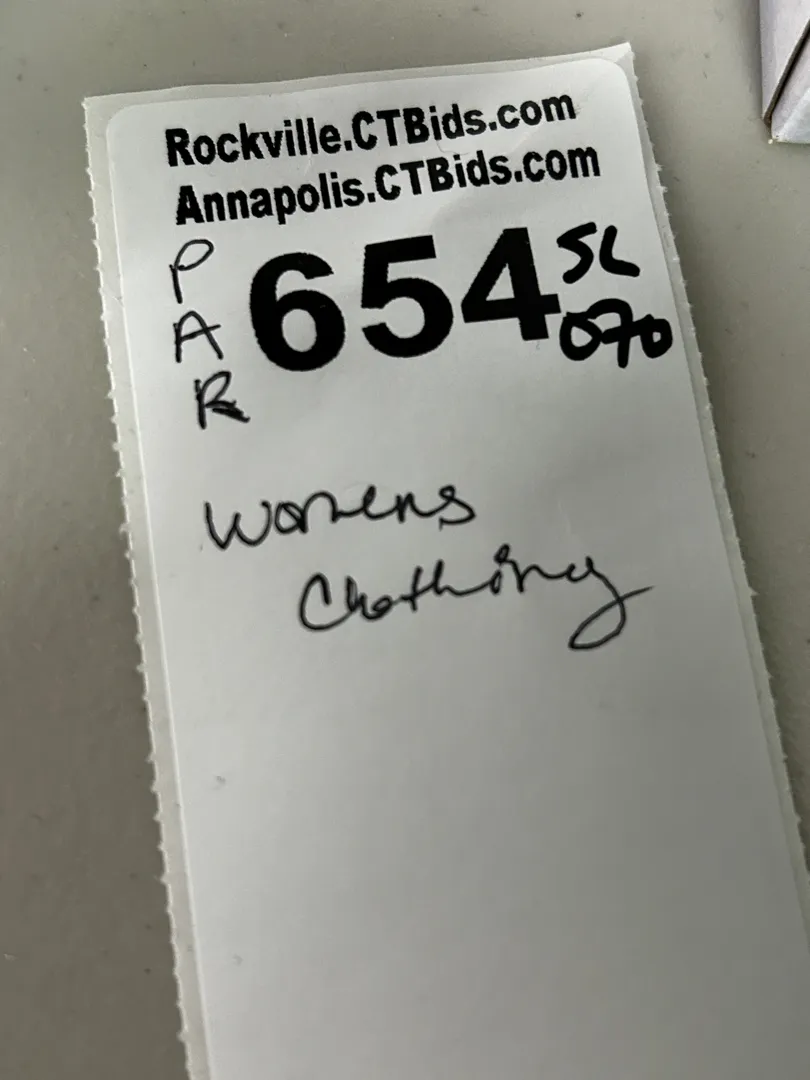 Rockville.CTBids.com
Annapolis.CTBids.com
P
A
R
654
SL
070
Womens
Clothing